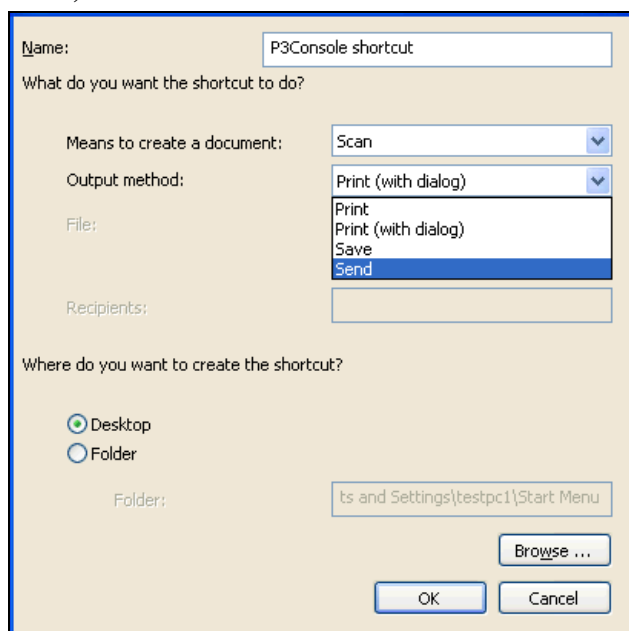 Name: P3Console shortcut
What do you want the shortcut to do?
Means to create a document: Scan
Output method: Print (with dialog)
File:
Print
Print (with dialog)
Save
Send
Recipients:
Where do you want to create the shortcut?
Desktop
Folder
Folder: ts and Settings\testpc1\Start Menu
Browse ...
OK Cancel